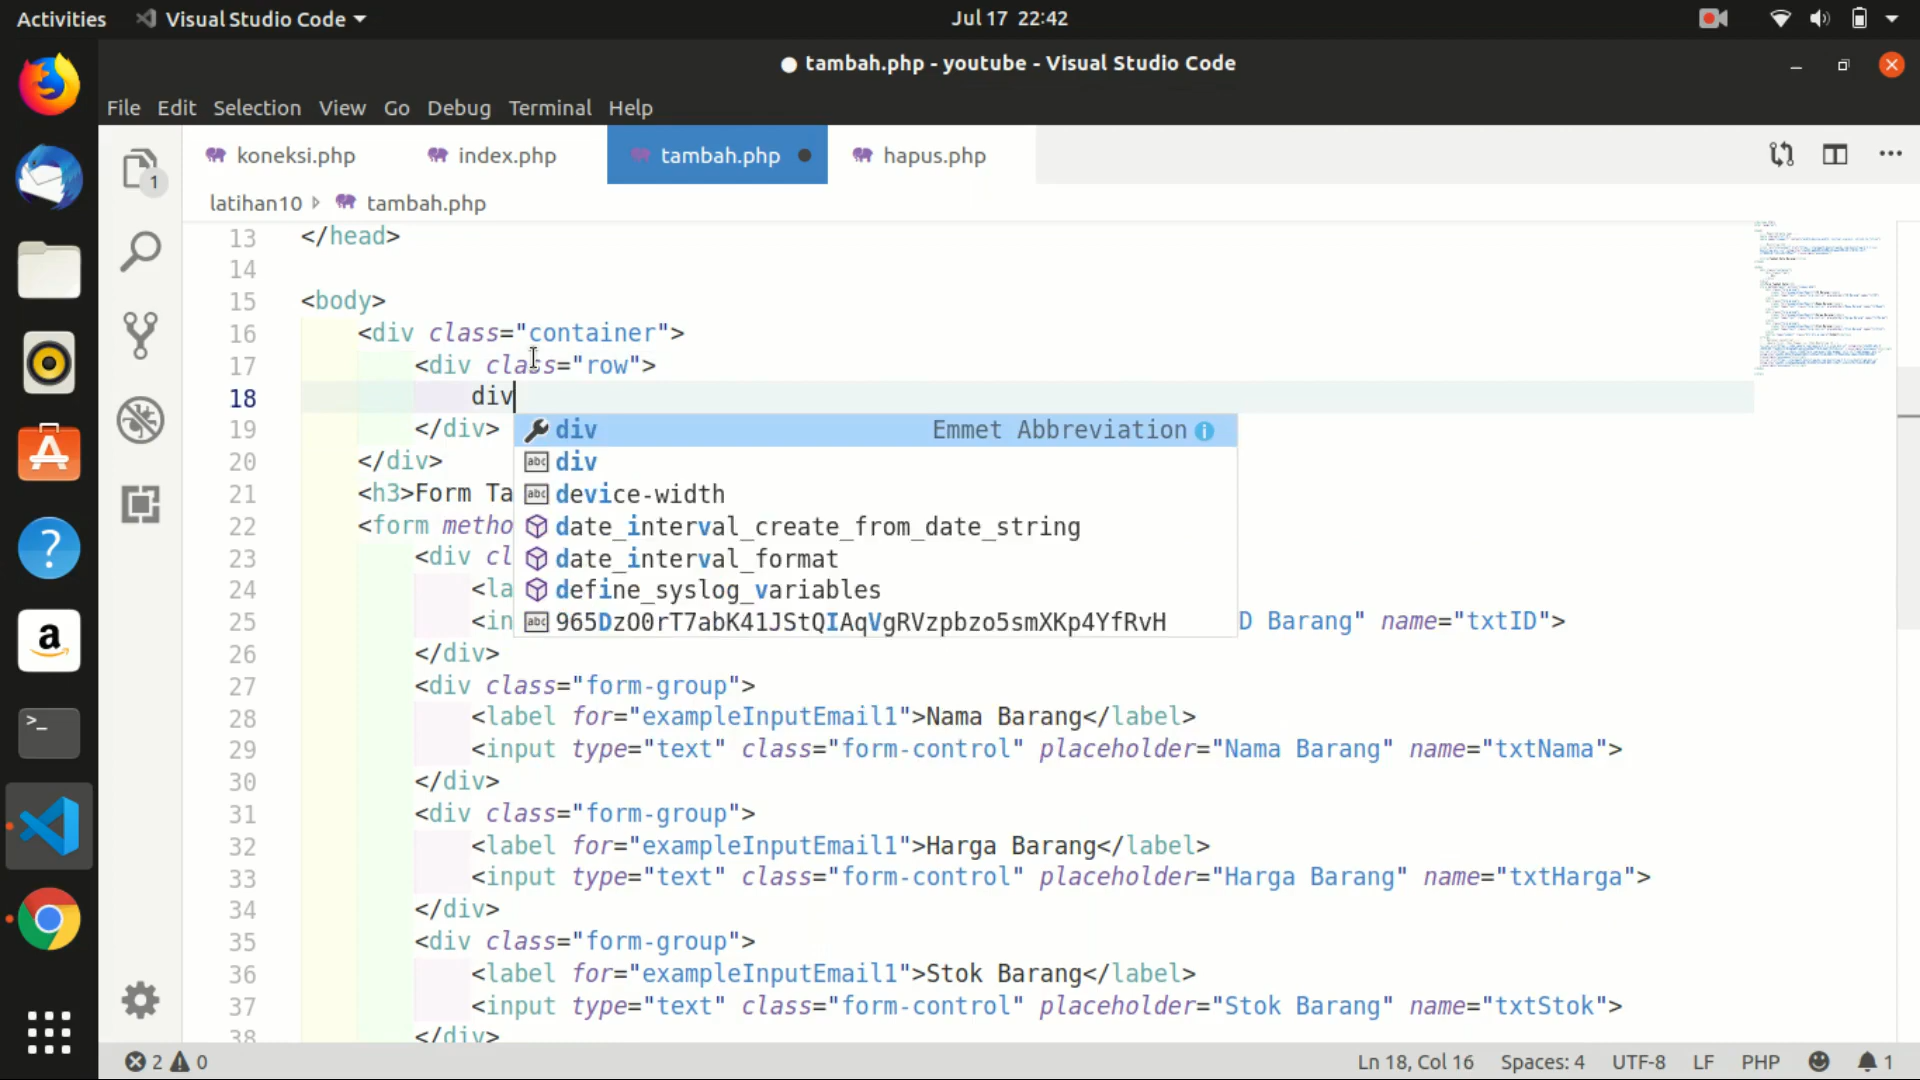 Activities Visual Studio Code Jul 17 22:42
tambah.php - youtube - Visual Studio Code
File Edit Selection View Go Debug Terminal Help
koneksi.php index.php tambah.php hapus.php
latihan10 tambah.php
13 </head>
14
15 <body>
16 <div class="container">
17 <div class="row">
18 div
19 </div>
div Emmet Abbreviation
20 </div>
div
21 <h3>Form Ta
device-width
22 <form metho
date_interval_create_from_date_string
23 <div cl
date_interval_format
24 <la
define_syslog_variables
25 <in
965DzO0rT7abK41JStQIAqVgRVzpbzo5smXKp4YfRvH
D Barang" name="txtID">
26 </div>
27 <div class="form-group">
28 <label for="exampleInputEmail1">Nama Barang</label>
29 <input type="text" class="form-control" placeholder="Nama Barang" name="txtNama">
30 </div>
31 <div class="form-group">
32 <label for="exampleInputEmail1">Harga Barang</label>
33 <input type="text" class="form-control" placeholder="Harga Barang" name="txtHarga">
34 </div>
35 <div class="form-group">
36 <label for="exampleInputEmail1">Stok Barang</label>
37 <input type="text" class="form-control" placeholder="Stok Barang" name="txtStok">
38 </div>
2 0 Ln 18, Col 16 Spaces: 4 UTF-8 LF PHP 1